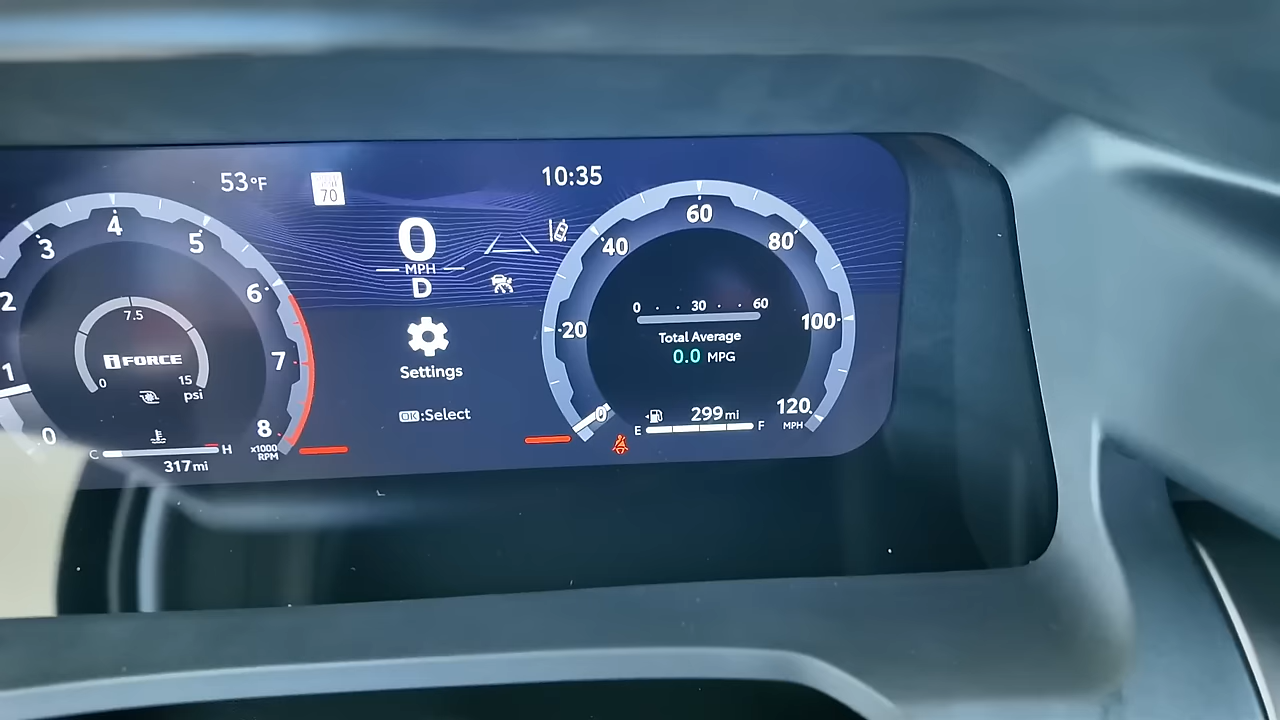 53°F
70
10:35
0
MPH
D
Settings
OK:Select
0
1
2
3
4
5
6
7
8
x1000
RPM
7.5
iFORCE
0
15
psi
C
H
317mi
0
20
40
60
80
100
120
MPH
0
30
60
Total Average
0.0 MPG
299mi
E
F